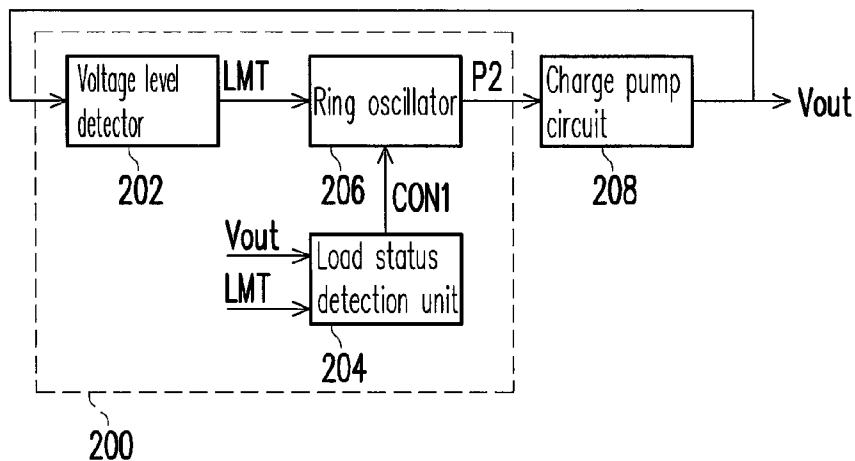 Voltage level
detector
202
LMT
Ring oscillator
206
P2
Charge pump
circuit
208
Vout
CON1
Vout
LMT
Load status
detection unit
204
200